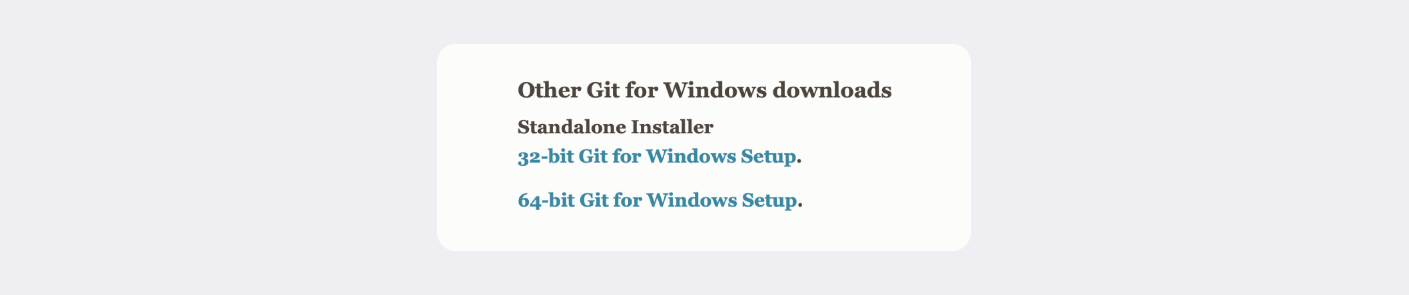 Other Git for Windows downloads
Standalone Installer
32-bit Git for Windows Setup.
64-bit Git for Windows Setup.